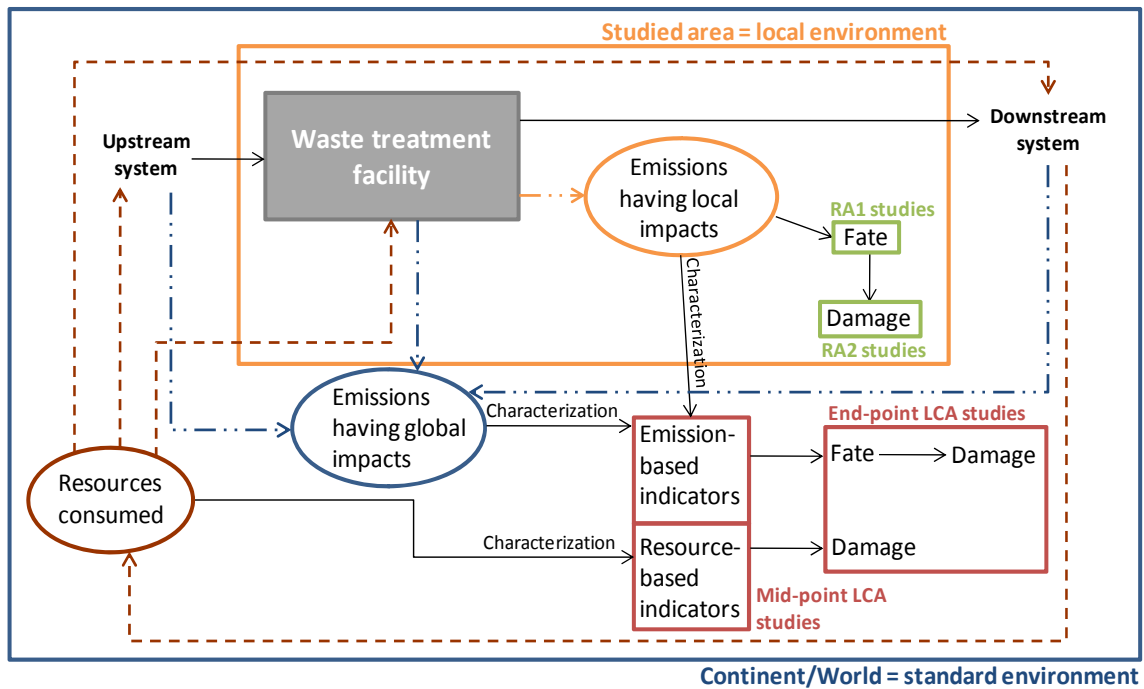 Studied area = local environment
Waste treatment
facility
Upstream
system
Downstream
system
Emissions
having local
impacts
RA1 studies
Fate
Damage
RA2 studies
Characterization
Emissions
having global
impacts
Characterization
Emission-
based
indicators
End-point LCA studies
Fate
Damage
Damage
Resources
consumed
Characterization
Resource-
based
indicators
Mid-point LCA
studies
Continent/World = standard environment